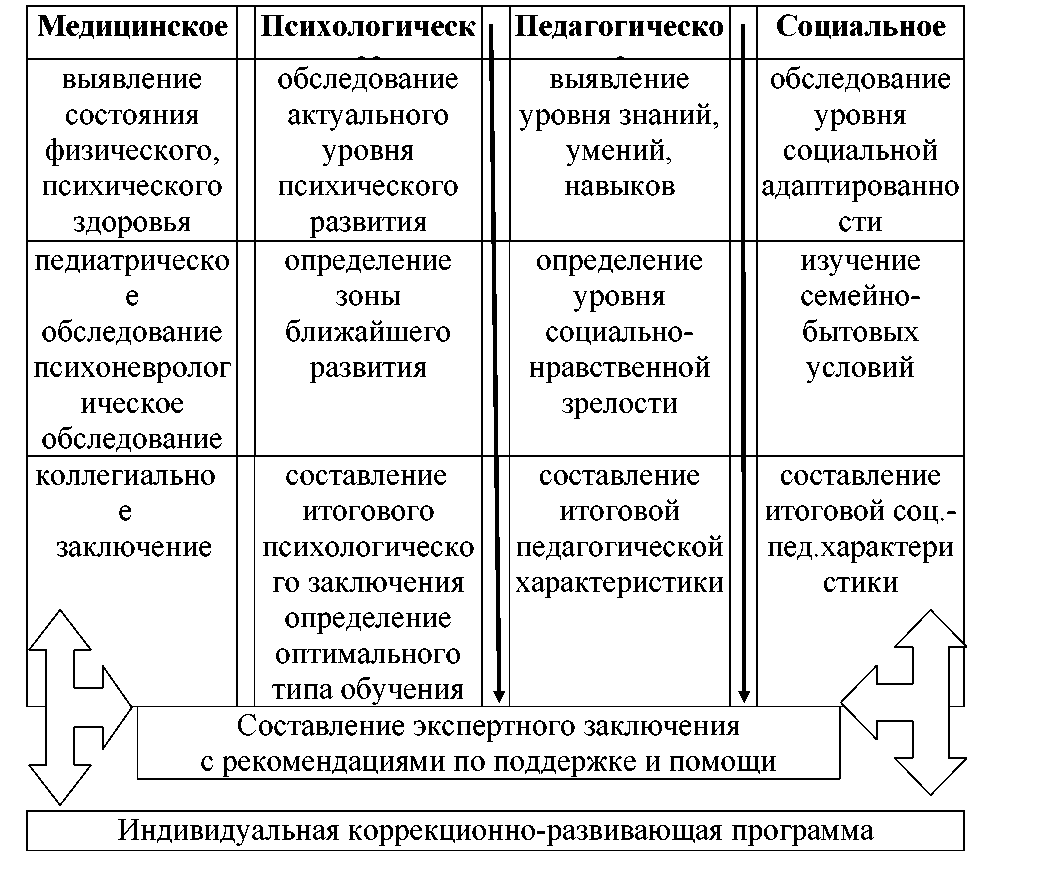 Медицинское
Психологическ
Педагогическо
Социальное
выявление
состояния
физического,
психического
здоровья
обследование
актуального
уровня
психического
развития
выявление
уровня знаний,
умений,
навыков
обследование
уровня
социальной
адаптированно
сти
педиатрическо
е
обследование
психоневролог
ическое
обследование
определение
зоны
ближайшего
развития
определение
уровня
социально-
нравственной
зрелости
изучение
семейно-
бытовых
условий
коллегиально
е
заключение
составление
итогового
психологическо
го заключения
определение
оптимального
типа обучения
составление
итоговой
педагогической
характеристики
составление
итоговой соц.-
пед.характери
стики
Составление экспертного заключения
с рекомендациями по поддержке и помощи
Индивидуальная коррекционно-развивающая программа